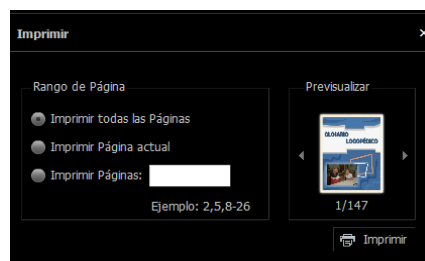 Imprimir
Rango de Página
Imprimir todas las Páginas
Imprimir Página actual
Imprimir Páginas:
Ejemplo: 2,5,8-26
Previsualizar
GLOSARIO
LOGOPÉDICO
1/147
Imprimir